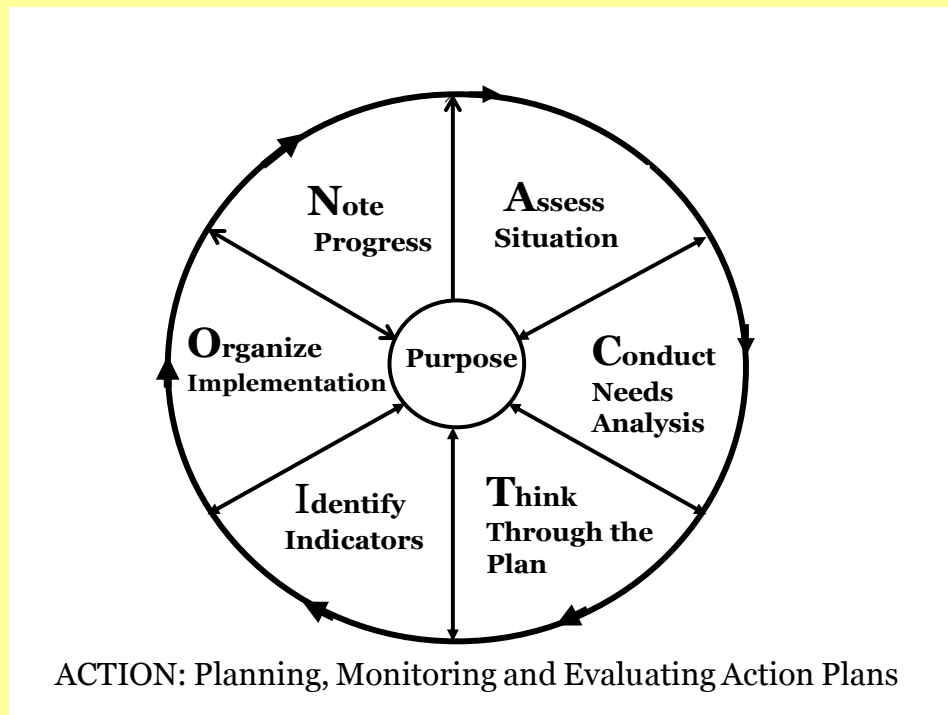 Assess
Situation
Conduct
Needs
Analysis
Think
Through the
Plan
Identify
Indicators
Organize
Implementation
Note
Progress
Purpose
ACTION: Planning, Monitoring and Evaluating Action Plans